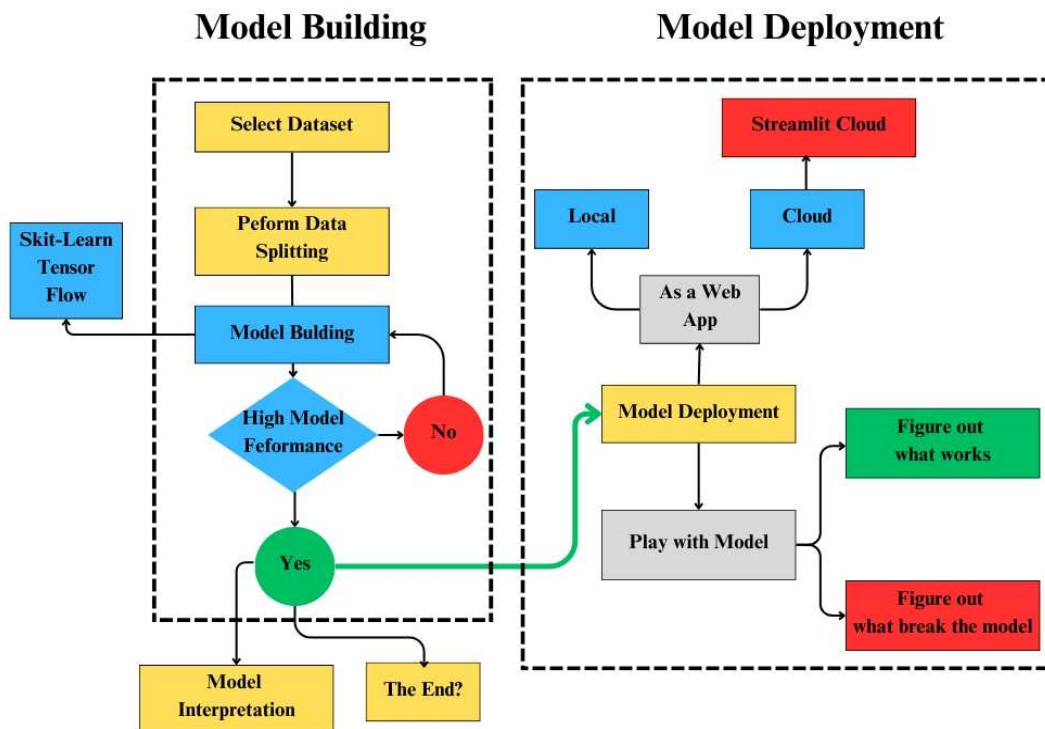 Model Building
Select Dataset
Peform Data
Splitting
Skit-Learn
Tensor
Flow
Model Bulding
High Model
Feformance
No
Yes
Model
Interpretation
The End?
Model Deployment
Streamlit Cloud
Local
Cloud
As a Web
App
Model Deployment
Figure out
what works
Play with Model
Figure out
what break the model